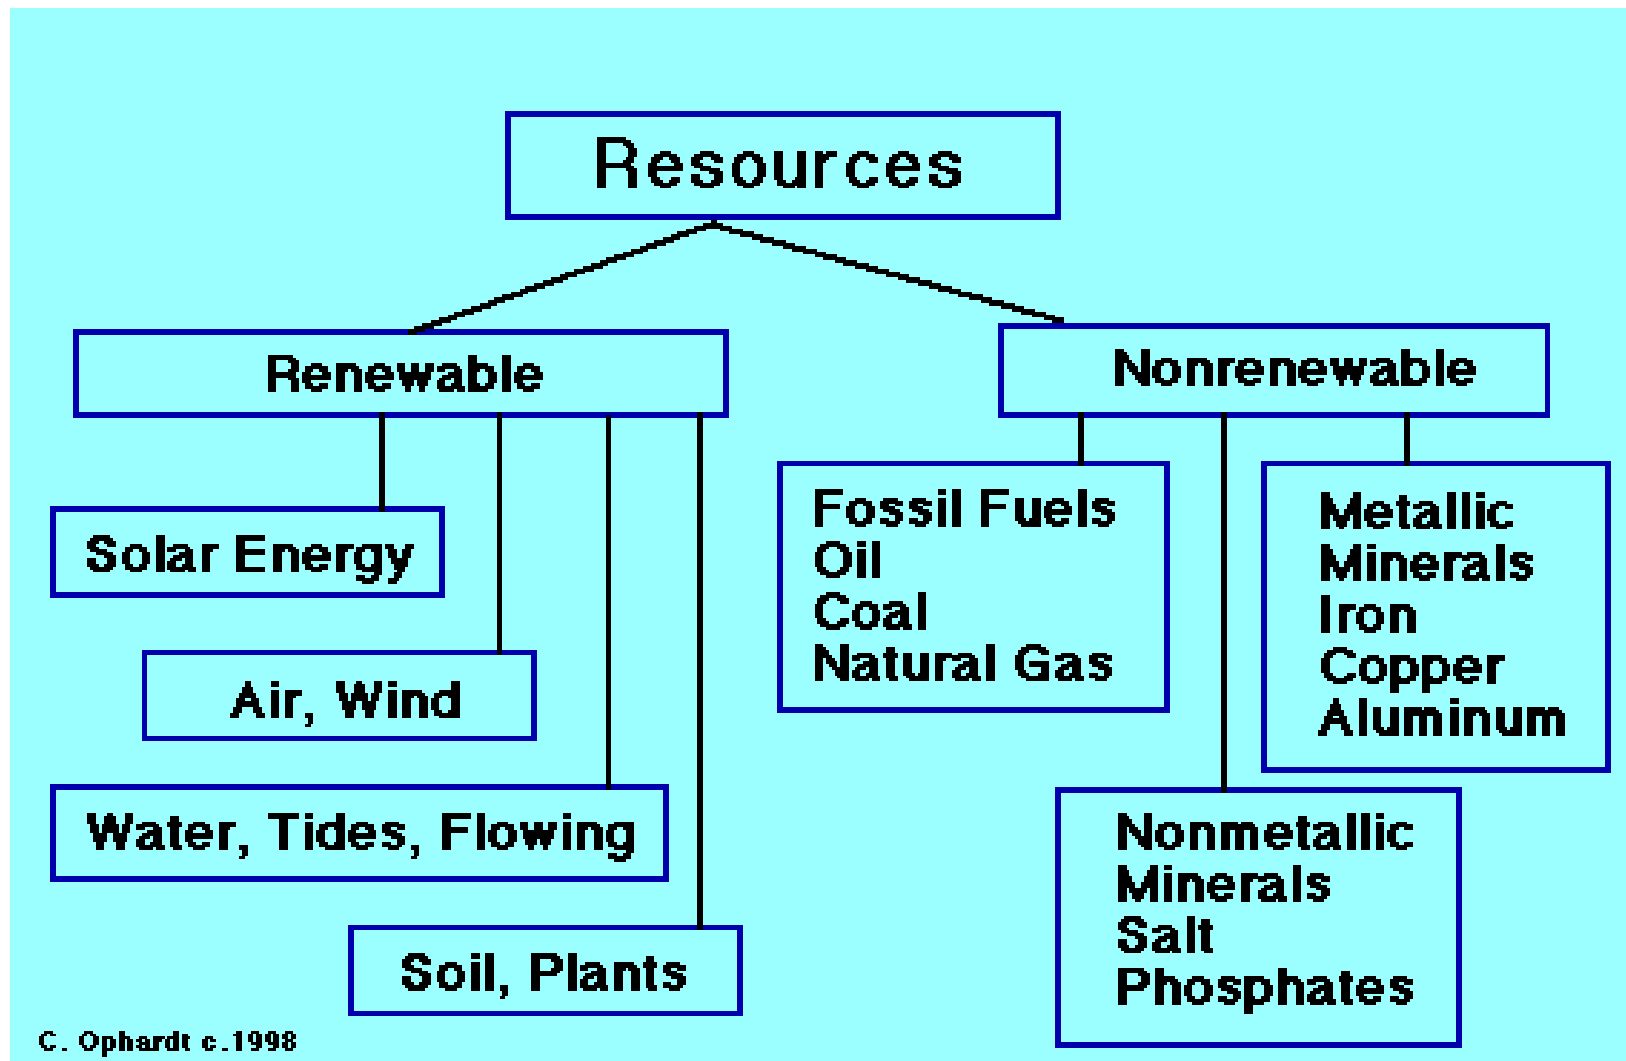 Resources
Renewable
Nonrenewable
Solar Energy
Air, Wind
Water, Tides, Flowing
Soil, Plants
Fossil Fuels
Oil
Coal
Natural Gas
Metallic
Minerals
Iron
Copper
Aluminum
Nonmetallic
Minerals
Salt
Phosphates
C. Ophardt c.1998